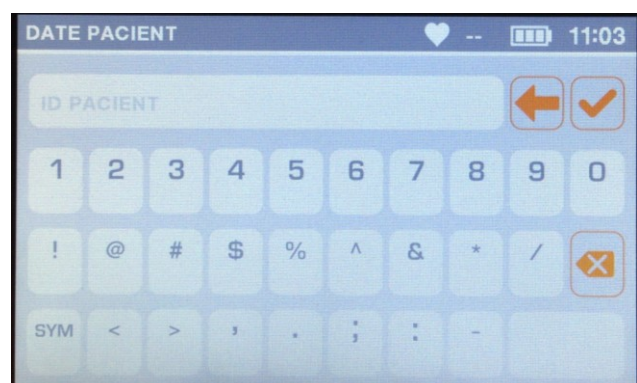 DATE PACIENT -- 11:03
ID PACIENT
1 2 3 4 5 6 7 8 9 0
! @ # $ % ^ & * /
SYM < > , . ; : -